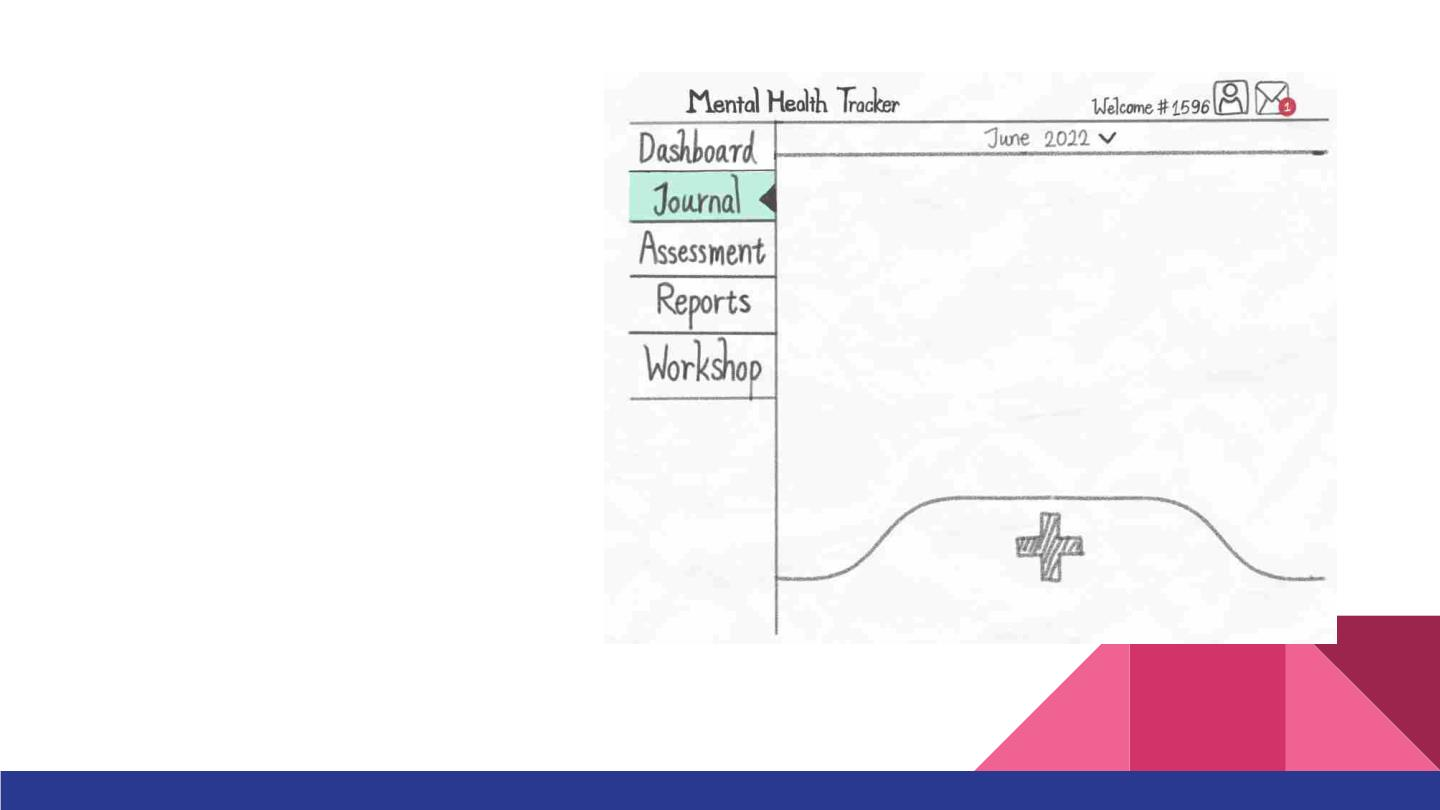 Mental Health Tracker
Welcome #1596
1
June 2022
Dashboard
Journal
Assessment
Reports
Workshop